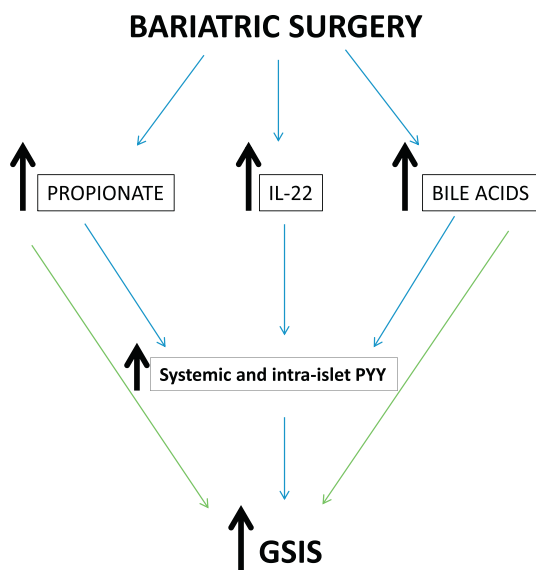 BARIATRIC SURGERY
PROPIONATE
IL-22
BILE ACIDS
Systemic and intra-islet PYY
GSIS